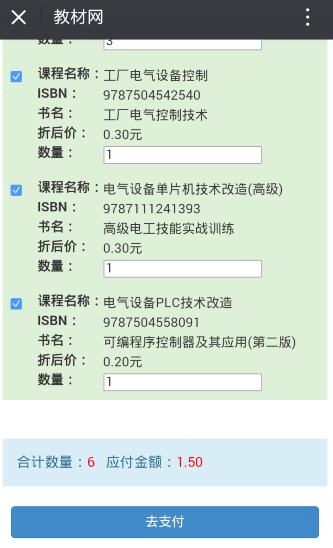 教材网
数量： 3
课程名称：工厂电气设备控制
ISBN： 9787504542540
书名： 工厂电气控制技术
折后价： 0.30元
数量： 1
课程名称：电气设备单片机技术改造(高级)
ISBN： 9787111241393
书名： 高级电工技能实战训练
折后价： 0.30元
数量： 1
课程名称：电气设备PLC技术改造
ISBN： 9787504558091
书名： 可编程序控制器及其应用(第二版)
折后价： 0.20元
数量： 1
合计数量：6 应付金额：1.50
去支付